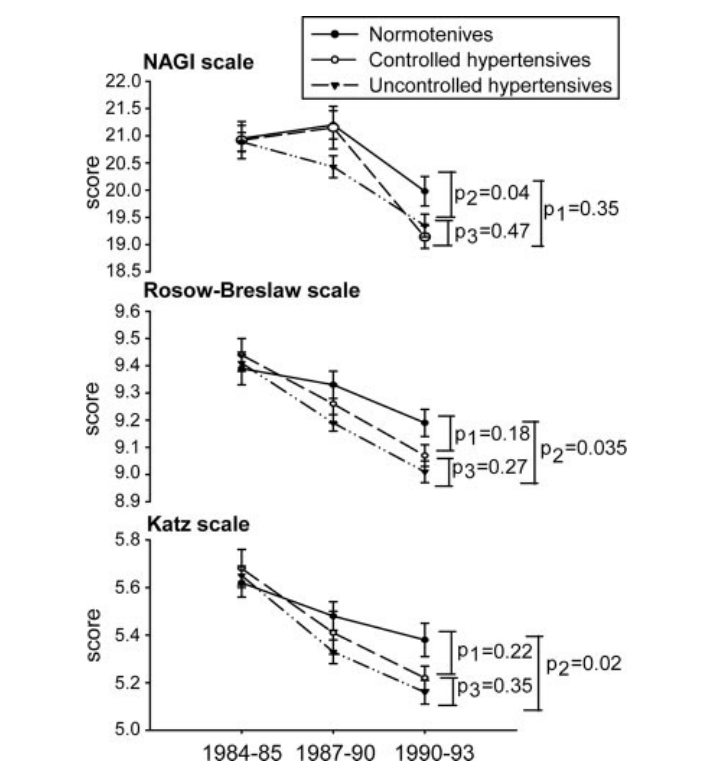 Normotenives
Controlled hypertensives
Uncontrolled hypertensives
NAGI scale
22.0
21.5
21.0
20.5
20.0
19.5
19.0
18.5
score
p2=0.04
p1=0.35
p3=0.47
Rosow-Breslaw scale
9.6
9.5
9.4
9.3
9.2
9.1
9.0
8.9
score
p1=0.18
p2=0.035
p3=0.27
Katz scale
5.8
5.6
5.4
5.2
5.0
score
p1=0.22
p2=0.02
p3=0.35
1984-85 1987-90 1990-93